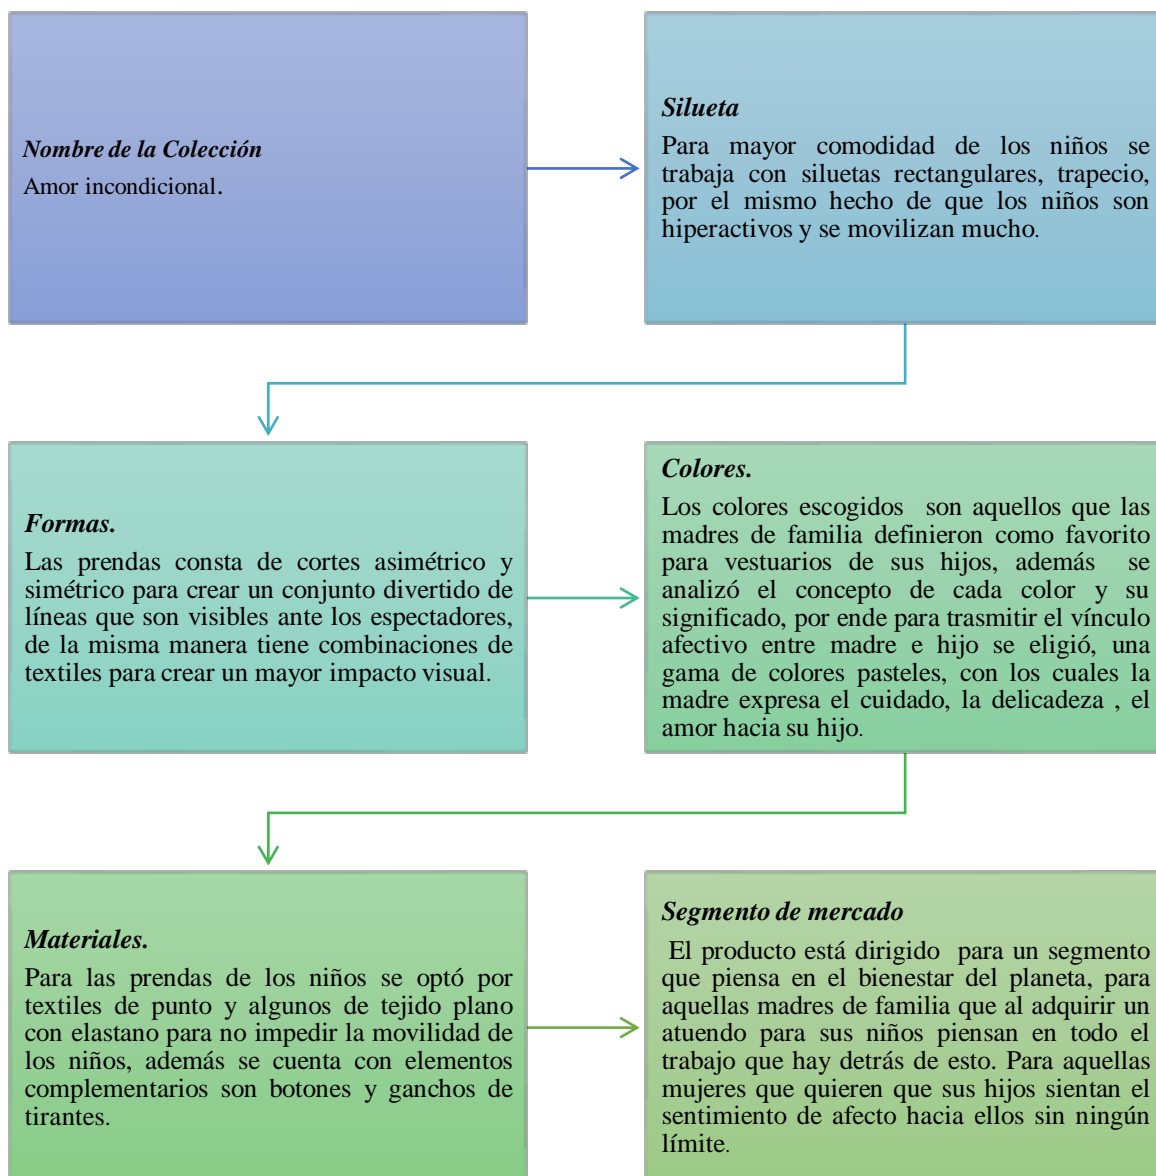 Nombre de la Colección
Amor incondicional.
Silueta
Para mayor comodidad de los niños se
trabaja con siluetas rectangulares, trapecio,
por el mismo hecho de que los niños son
hiperactivos y se movilizan mucho.
Formas.
Las prendas consta de cortes asimétrico y
simétrico para crear un conjunto divertido de
líneas que son visibles ante los espectadores,
de la misma manera tiene combinaciones de
textiles para crear un mayor impacto visual.
Colores.
Los colores escogidos son aquellos que las
madres de familia definieron como favorito
para vestuarios de sus hijos, además se
analizó el concepto de cada color y su
significado, por ende para trasmitir el vínculo
afectivo entre madre e hijo se eligió, una
gama de colores pasteles, con los cuales la
madre expresa el cuidado, la delicadeza , el
amor hacia su hijo.
Materiales.
Para las prendas de los niños se optó por
textiles de punto y algunos de tejido plano
con elastano para no impedir la movilidad de
los niños, además se cuenta con elementos
complementarios son botones y ganchos de
tirantes.
Segmento de mercado
El producto está dirigido para un segmento
que piensa en el bienestar del planeta, para
aquellas madres de familia que al adquirir un
atuendo para sus niños piensan en todo el
trabajo que hay detrás de esto. Para aquellas
mujeres que quieren que sus hijos sientan el
sentimiento de afecto hacia ellos sin ningún
límite.